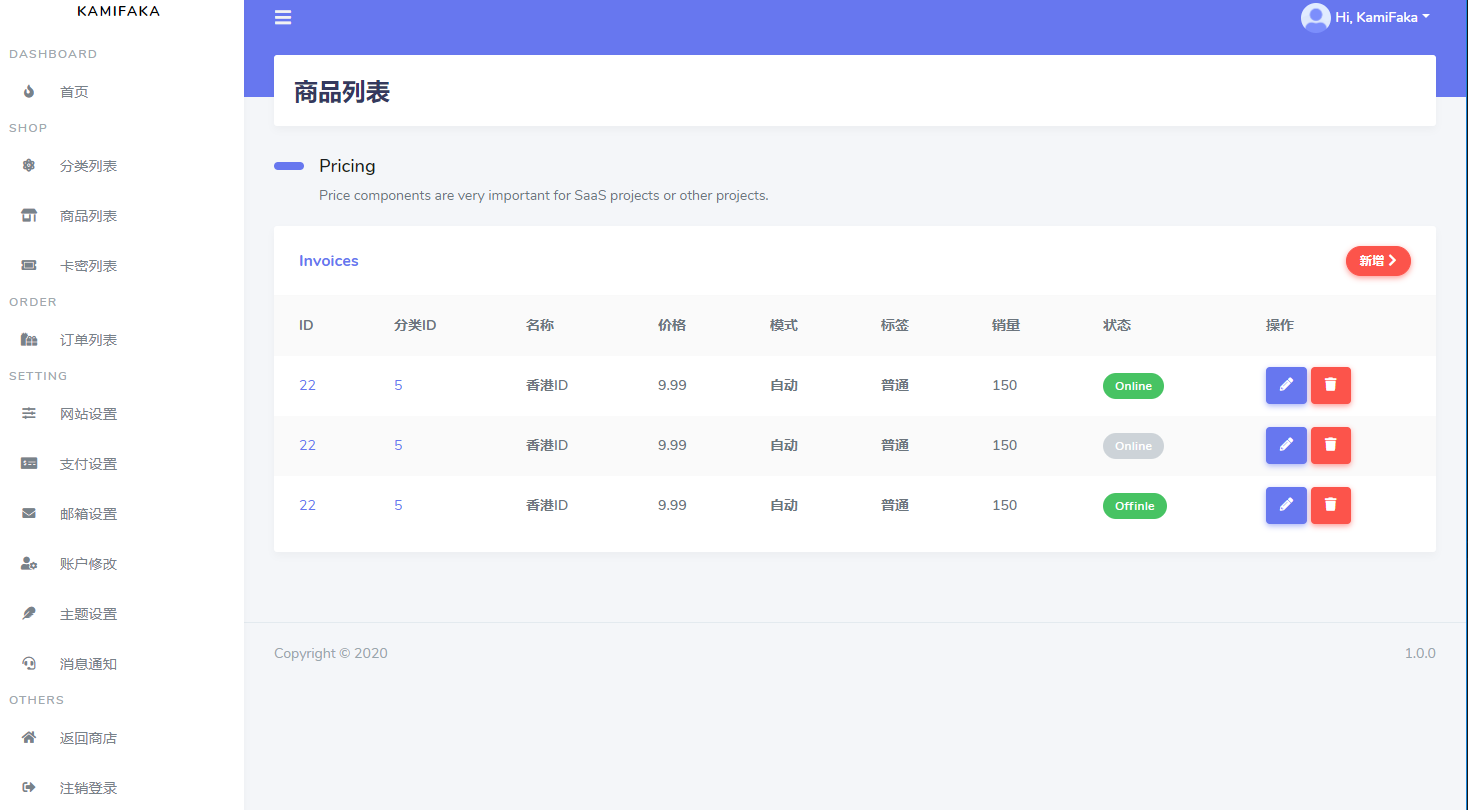 KAMIFAKA
Hi, KamiFaka
DASHBOARD
首页
SHOP
分类列表
商品列表
卡密列表
ORDER
订单列表
SETTING
网站设置
支付设置
邮箱设置
账户修改
主题设置
消息通知
OTHERS
返回商店
注销登录
商品列表
Pricing
Price components are very important for SaaS projects or other projects.
Invoices
新增
ID 分类ID 名称 价格 模式 标签 销量 状态 操作
22 5 香港ID 9.99 自动 普通 150 Online
22 5 香港ID 9.99 自动 普通 150 Online
22 5 香港ID 9.99 自动 普通 150 Offinle
Copyright © 2020
1.0.0